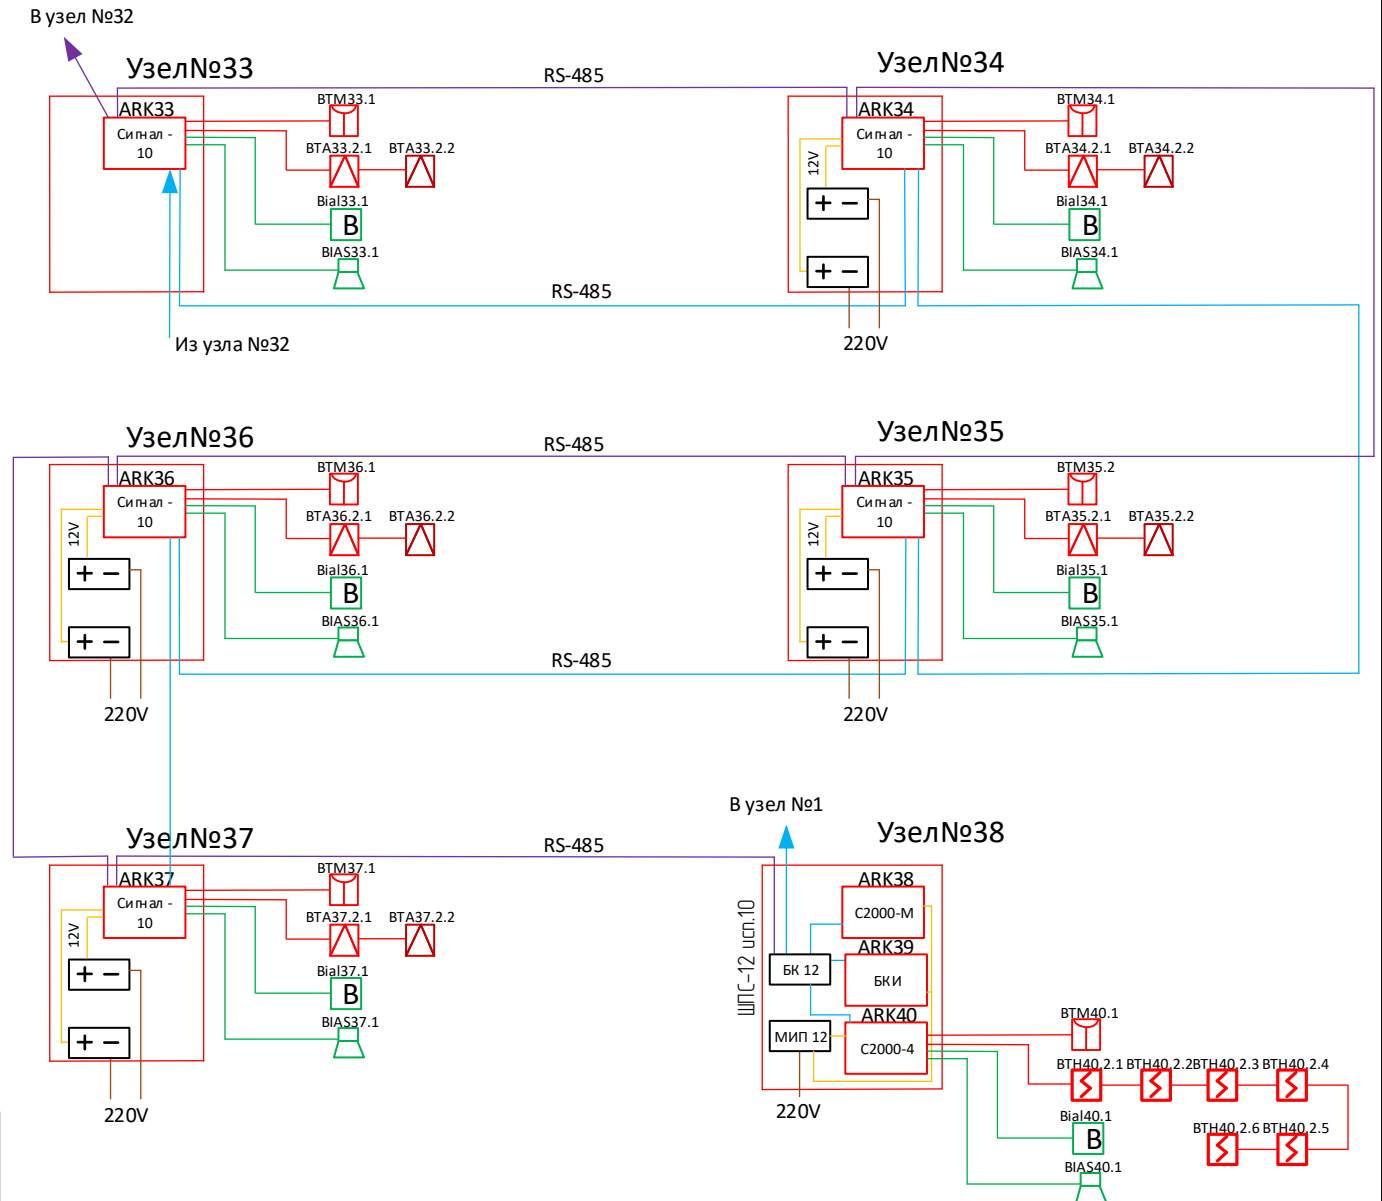 В узел №32
Узел№33
ARK33
Сигнал -
10
BTM33.1
BTA33.2.1
BTA33.2.2
Bial33.1
B
BIAS33.1
Из узла №32
RS-485
RS-485
Узел№34
ARK34
Сигнал -
10
12V
+ −
+ −
220V
BTM34.1
BTA34.2.1
BTA34.2.2
Bial34.1
B
BIAS34.1
Узел№36
ARK36
Сигнал -
10
12V
+ −
+ −
220V
BTM36.1
BTA36.2.1
BTA36.2.2
Bial36.1
B
BIAS36.1
RS-485
RS-485
Узел№35
ARK35
Сигнал -
10
12V
+ −
+ −
220V
BTM35.2
BTA35.2.1
BTA35.2.2
Bial35.1
B
BIAS35.1
Узел№37
ARK37
Сигнал -
10
12V
+ −
+ −
220V
BTM37.1
BTA37.2.1
BTA37.2.2
Bial37.1
B
BIAS37.1
RS-485
В узел №1
Узел№38
ШПС-12 исп.10
ARK38
С2000-М
ARK39
БКИ
БК 12
ARK40
С2000-4
МИП 12
220V
BTM40.1
BTH40.2.1
BTH40.2.2
BTH40.2.3
BTH40.2.4
BTH40.2.6
BTH40.2.5
Bial40.1
B
BIAS40.1